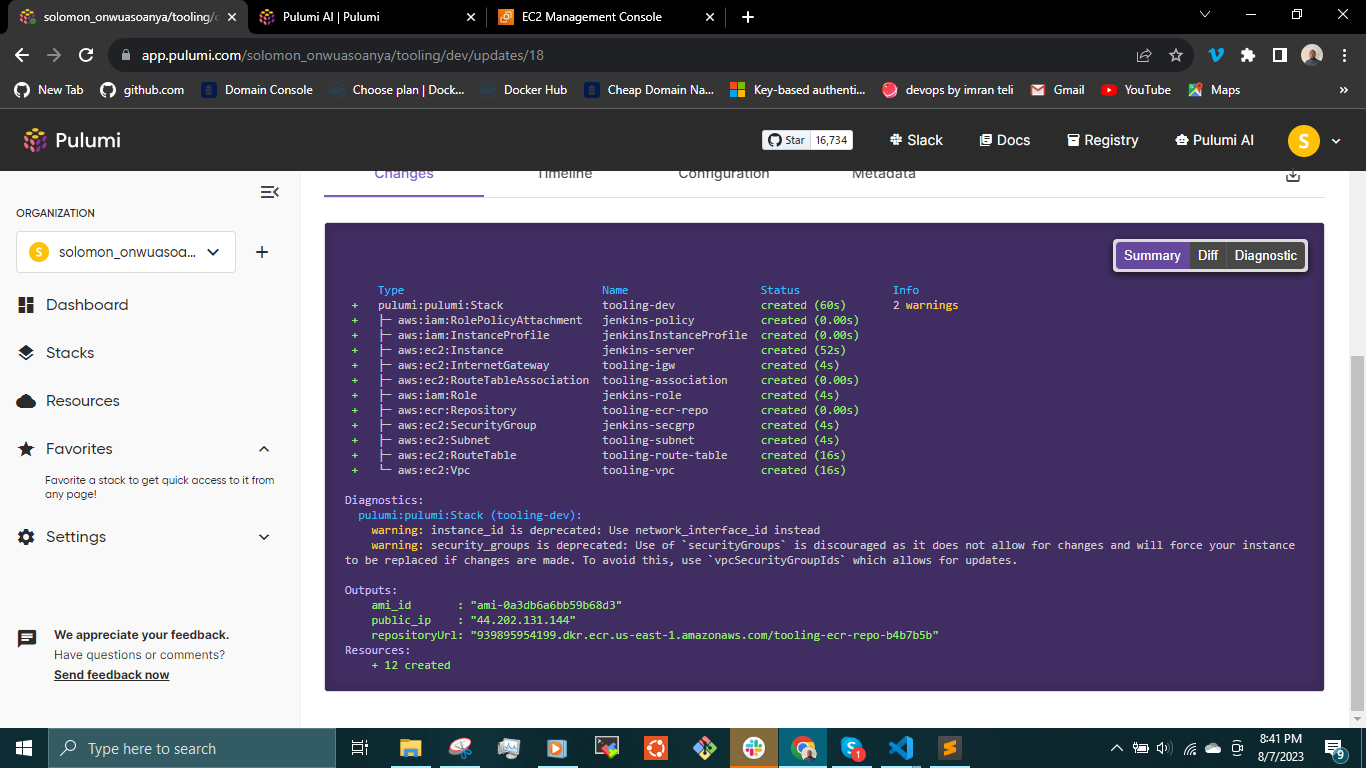 solomon_onwuasoanya/tooling/
Pulumi AI | Pulumi
EC2 Management Console
app.pulumi.com/solomon_onwuasoanya/tooling/dev/updates/18
New Tab
github.com
Domain Console
Choose plan | Dock...
Docker Hub
Cheap Domain Na...
Key-based authenti...
devops by imran teli
Gmail
YouTube
Maps
»
Pulumi
Star 16,734
Slack
Docs
Registry
Pulumi AI
S
ORGANIZATION
S solomon_onwuasoa...
Dashboard
Stacks
Resources
Favorites
Favorite a stack to get quick access to it from
any page!
Settings
We appreciate your feedback.
Have questions or comments?
Send feedback now
Changes Timeline Configuration Metadata
Summary Diff Diagnostic
Type Name Status Info
+ pulumi:pulumi:Stack tooling-dev created (60s) 2 warnings
+ ├─ aws:iam:RolePolicyAttachment jenkins-policy created (0.00s)
+ ├─ aws:iam:InstanceProfile jenkinsInstanceProfile created (0.00s)
+ ├─ aws:ec2:Instance jenkins-server created (52s)
+ ├─ aws:ec2:InternetGateway tooling-igw created (4s)
+ ├─ aws:ec2:RouteTableAssociation tooling-association created (0.00s)
+ ├─ aws:iam:Role jenkins-role created (4s)
+ ├─ aws:ecr:Repository tooling-ecr-repo created (0.00s)
+ ├─ aws:ec2:SecurityGroup jenkins-secgrp created (4s)
+ ├─ aws:ec2:Subnet tooling-subnet created (4s)
+ ├─ aws:ec2:RouteTable tooling-route-table created (16s)
+ └─ aws:ec2:Vpc tooling-vpc created (16s)
Diagnostics:
pulumi:pulumi:Stack (tooling-dev):
warning: instance_id is deprecated: Use network_interface_id instead
warning: security_groups is deprecated: Use of `securityGroups` is discouraged as it does not allow for changes and will force your instance
to be replaced if changes are made. To avoid this, use `vpcSecurityGroupIds` which allows for updates.
Outputs:
ami_id : "ami-0a3db6a6bb59b68d3"
public_ip : "44.202.131.144"
repositoryUrl: "939895954199.dkr.ecr.us-east-1.amazonaws.com/tooling-ecr-repo-b4b7b5b"
Resources:
+ 12 created
Type here to search
1
8:41 PM
8/7/2023
9